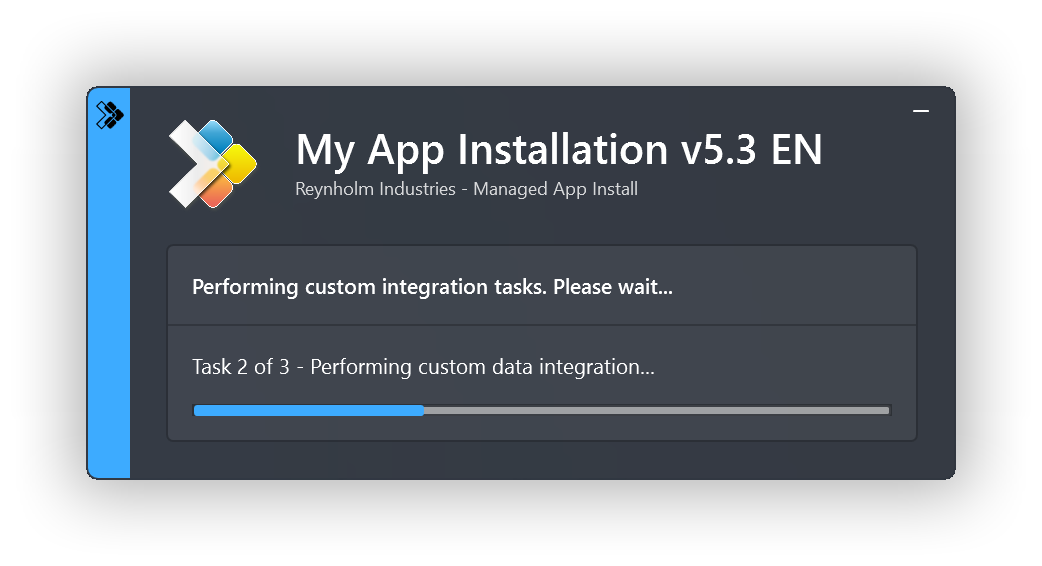 My App Installation v5.3 EN
Reynholm Industries - Managed App Install
Performing custom integration tasks. Please wait...
Task 2 of 3 - Performing custom data integration...